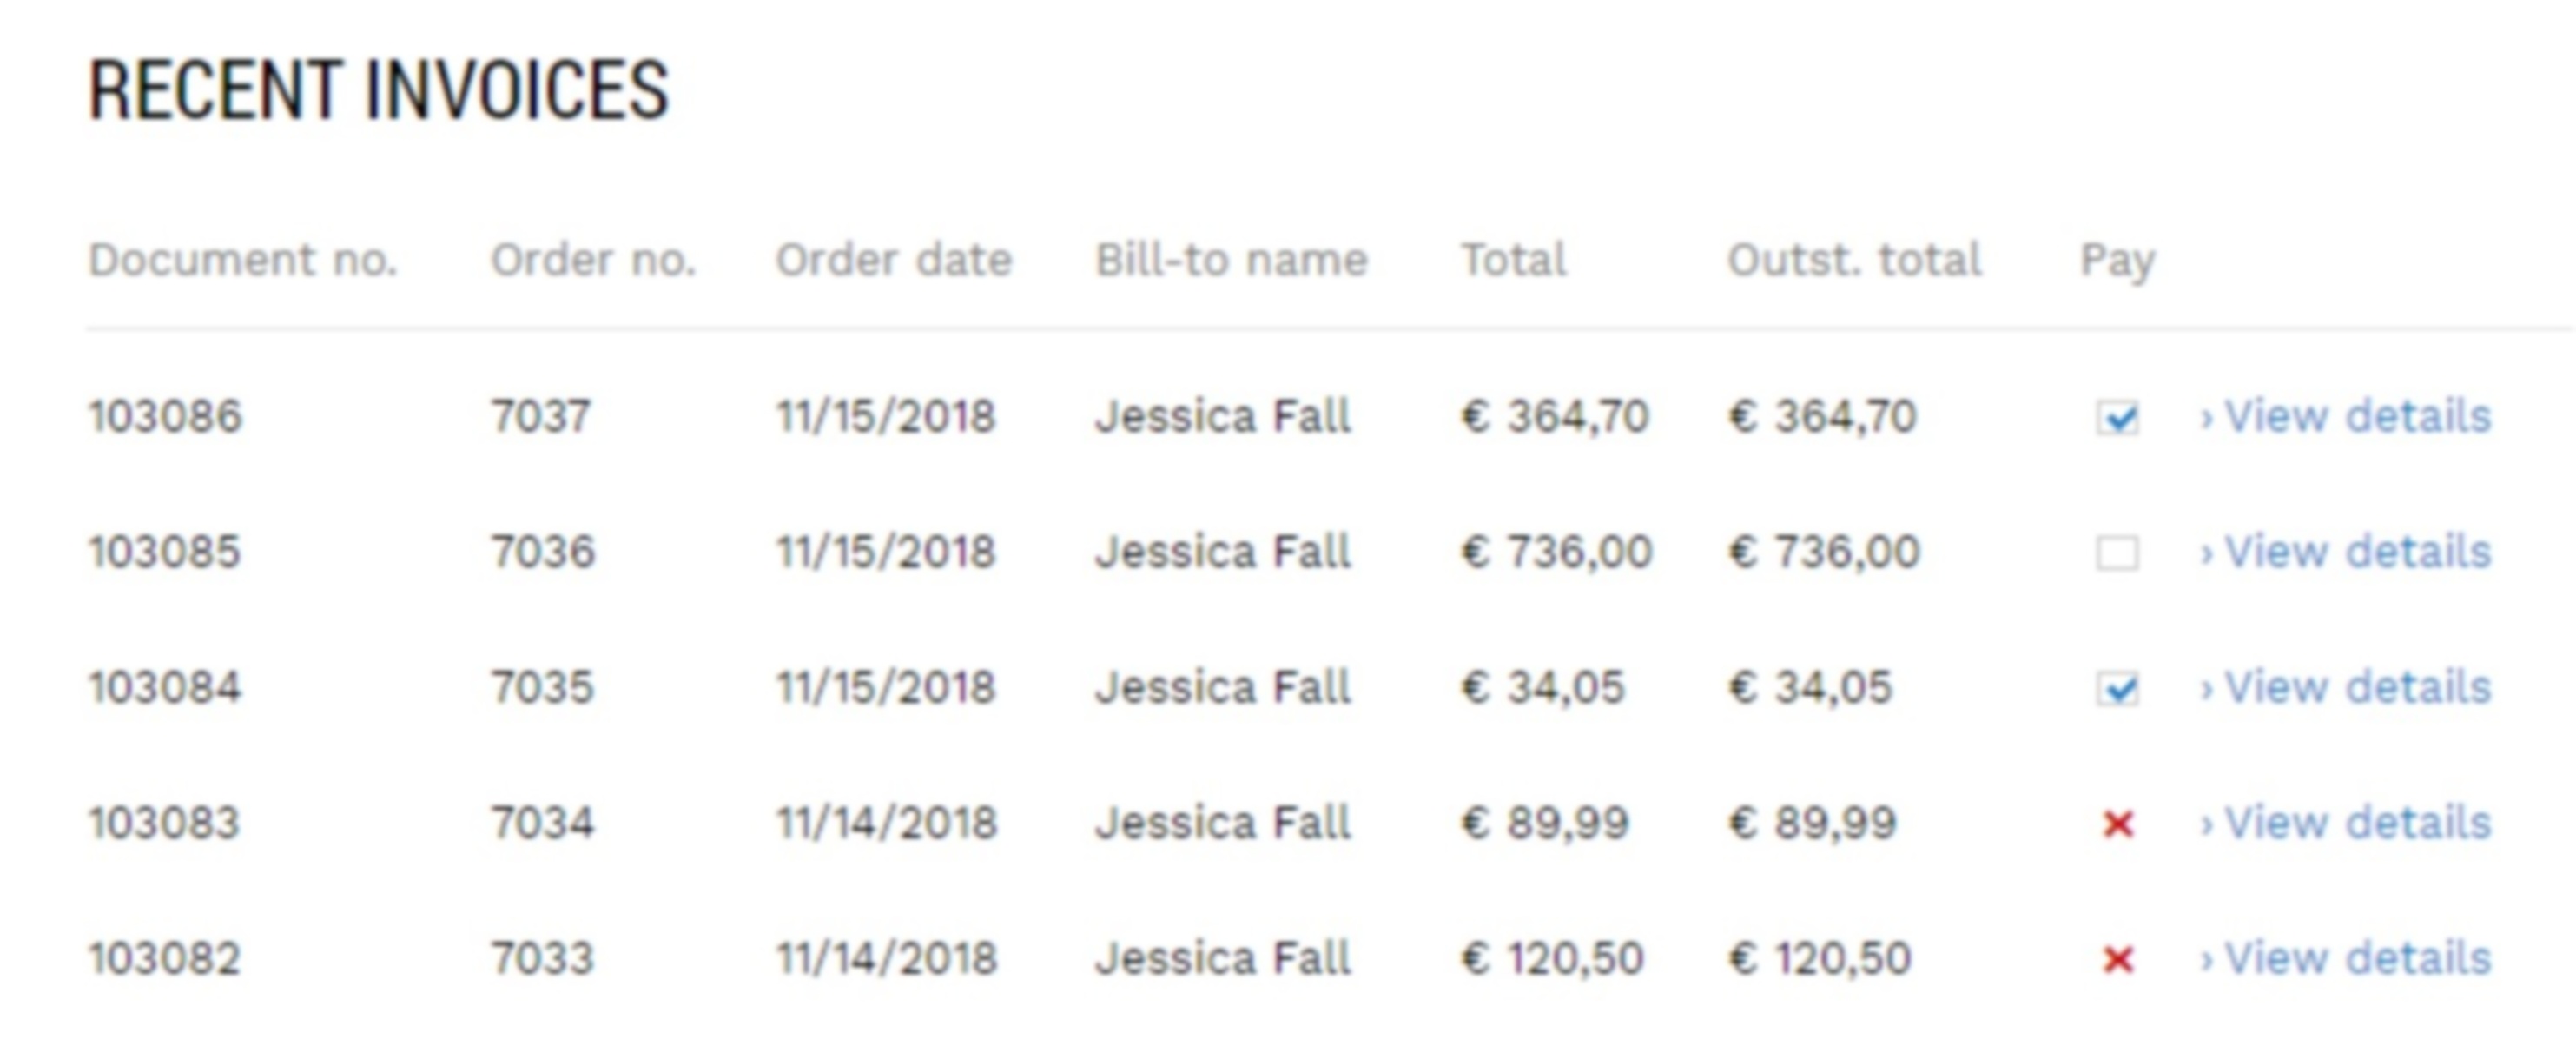 RECENT INVOICES
Document no. Order no. Order date Bill-to name Total Outst. total Pay
103086 7037 11/15/2018 Jessica Fall € 364,70 € 364,70 › View details
103085 7036 11/15/2018 Jessica Fall € 736,00 € 736,00 › View details
103084 7035 11/15/2018 Jessica Fall € 34,05 € 34,05 › View details
103083 7034 11/14/2018 Jessica Fall € 89,99 € 89,99 › View details
103082 7033 11/14/2018 Jessica Fall € 120,50 € 120,50 › View details